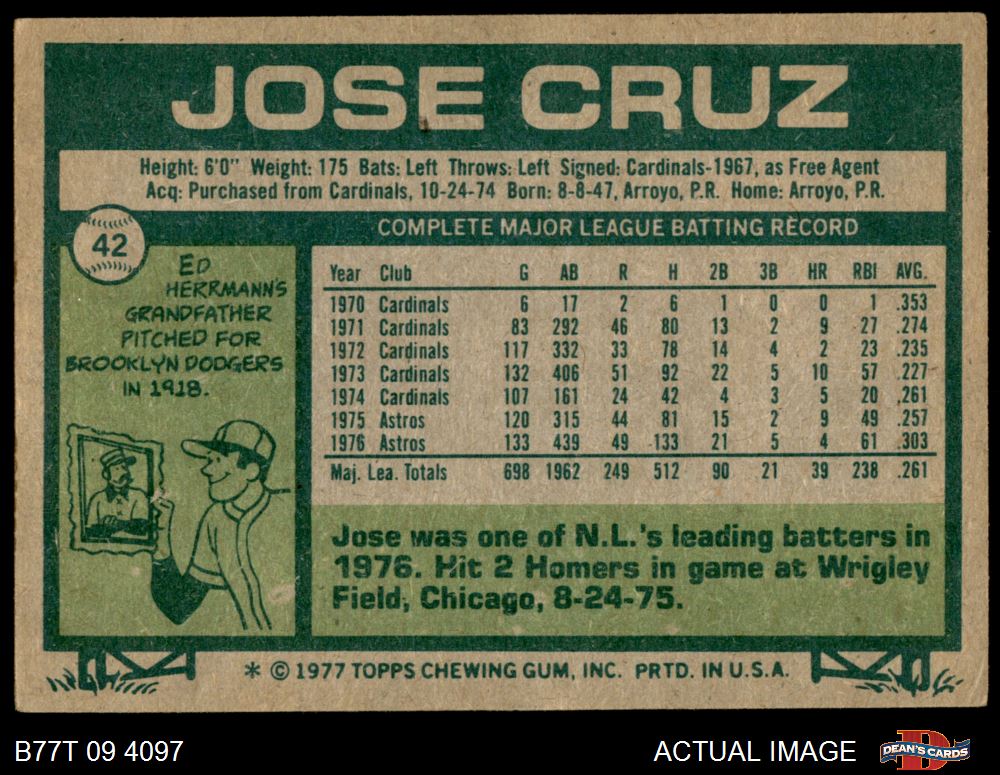 JOSE CRUZ
Height: 6'0" Weight: 175 Bats: Left Throws: Left Signed: Cardinals-1967, as Free Agent
Acq: Purchased from Cardinals, 10-24-74 Born: 8-8-47, Arroyo, P.R. Home: Arroyo, P.R.
42
ED
HERRMANN'S
GRANDFATHER
PITCHED FOR
BROOKLYN DODGERS
IN 1918.
COMPLETE MAJOR LEAGUE BATTING RECORD
Year Club G AB R H 2B 3B HR RBI AVG.
1970 Cardinals 6 17 2 6 1 0 0 1 .353
1971 Cardinals 83 292 46 80 13 2 9 27 .274
1972 Cardinals 117 332 33 78 14 4 2 23 .235
1973 Cardinals 132 406 51 92 22 5 10 57 .227
1974 Cardinals 107 161 24 42 4 3 5 20 .261
1975 Astros 120 315 44 81 15 2 9 49 .257
1976 Astros 133 439 49 133 21 5 4 61 .303
Maj. Lea. Totals 698 1962 249 512 90 21 39 238 .261
Jose was one of N.L.'s leading batters in
1976. Hit 2 Homers in game at Wrigley
Field, Chicago, 8-24-75.
* © 1977 TOPPS CHEWING GUM, INC. PRTD. IN U.S.A.
B77T 09 4097
ACTUAL IMAGE
D
DEAN'S CARDS